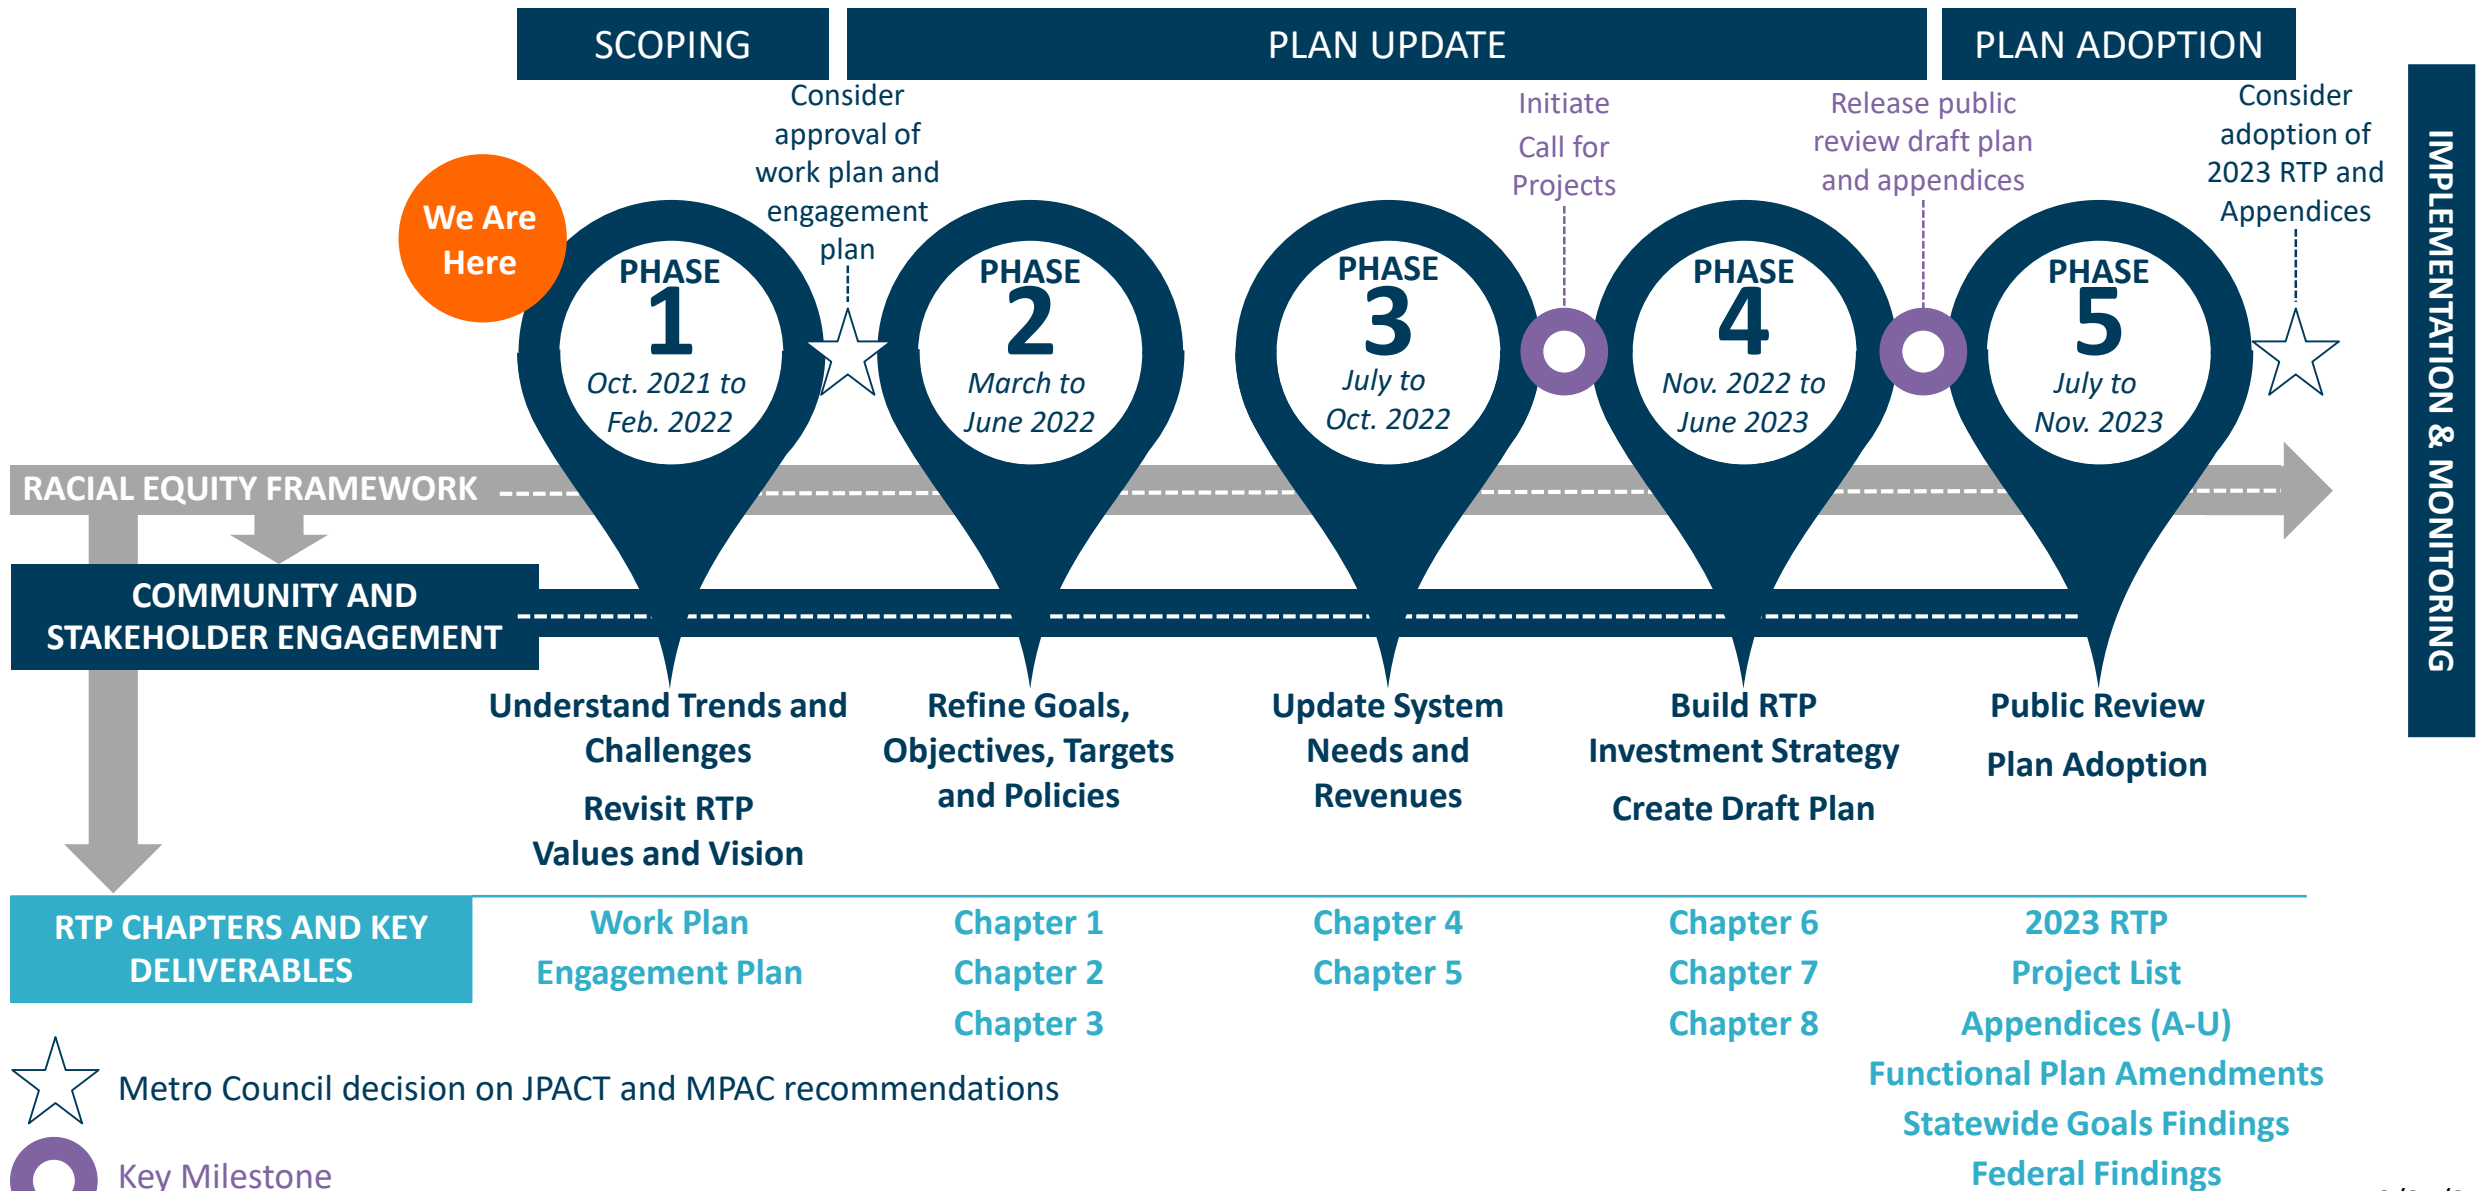 SCOPING
PLAN UPDATE
PLAN ADOPTION
Consider
approval of
work plan and
engagement
plan
Initiate
Call for
Projects
Release public
review draft plan
and appendices
Consider
adoption of
2023 RTP and
Appendices
IMPLEMENTATION & MONITORING
We Are
Here
PHASE
1
Oct. 2021 to
Feb. 2022
PHASE
2
March to
June 2022
PHASE
3
July to
Oct. 2022
PHASE
4
Nov. 2022 to
June 2023
PHASE
5
July to
Nov. 2023
RACIAL EQUITY FRAMEWORK
COMMUNITY AND
STAKEHOLDER ENGAGEMENT
Understand Trends and
Challenges
Revisit RTP
Values and Vision
Refine Goals,
Objectives, Targets
and Policies
Update System
Needs and
Revenues
Build RTP
Investment Strategy
Create Draft Plan
Public Review
Plan Adoption
RTP CHAPTERS AND KEY
DELIVERABLES
Work Plan
Engagement Plan
Chapter 1
Chapter 2
Chapter 3
Chapter 4
Chapter 5
Chapter 6
Chapter 7
Chapter 8
2023 RTP
Project List
Appendices (A-U)
Functional Plan Amendments
Statewide Goals Findings
Federal Findings
Metro Council decision on JPACT and MPAC recommendations
Key Milestone